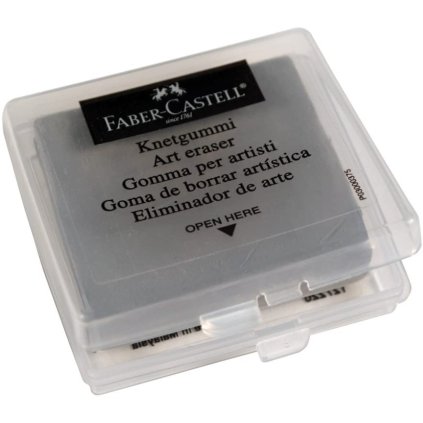 FABER-CASTELL
since 1761
Knetgummi
Art eraser
Gomma per artisti
Goma de borrar artística
Eliminador de arte
OPEN HERE
P03000375